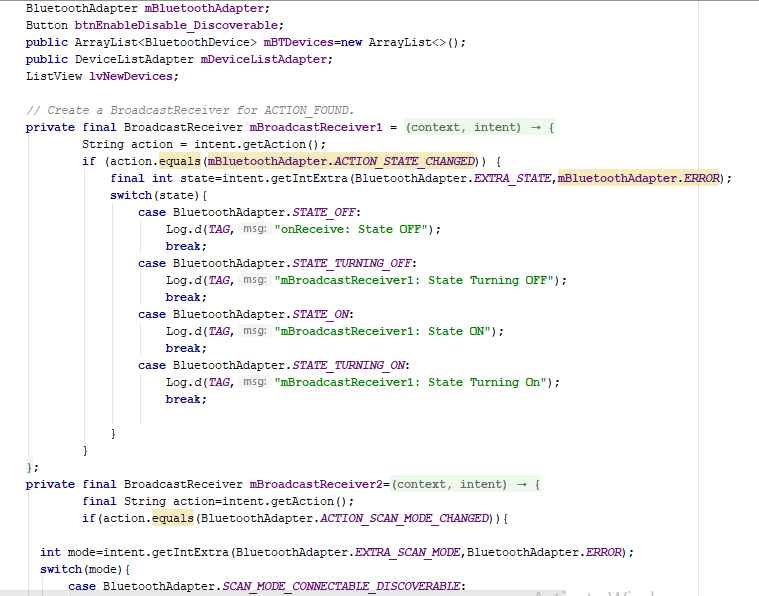 BluetoothAdapter mBluetoothAdapter;
Button btnEnableDisable_Discoverable;
public ArrayList<BluetoothDevice> mBTDevices=new ArrayList<>();
public DeviceListAdapter mDeviceListAdapter;
ListView lvNewDevices;
// Create a BroadcastReceiver for ACTION_FOUND.
private final BroadcastReceiver mBroadcastReceiver1 = (context, intent) → {
String action = intent.getAction();
if (action.equals(mBluetoothAdapter.ACTION_STATE_CHANGED)) {
final int state=intent.getIntExtra(BluetoothAdapter.EXTRA_STATE,mBluetoothAdapter.ERROR);
switch(state){
case BluetoothAdapter.STATE_OFF:
Log.d(TAG, msg: "onReceive: State OFF");
break;
case BluetoothAdapter.STATE_TURNING_OFF:
Log.d(TAG, msg: "mBroadcastReceiver1: State Turning OFF");
break;
case BluetoothAdapter.STATE_ON:
Log.d(TAG, msg: "mBroadcastReceiver1: State ON");
break;
case BluetoothAdapter.STATE_TURNING_ON:
Log.d(TAG, msg: "mBroadcastReceiver1: State Turning On");
break;
}
}
};
private final BroadcastReceiver mBroadcastReceiver2=(context, intent) → {
final String action=intent.getAction();
if(action.equals(BluetoothAdapter.ACTION_SCAN_MODE_CHANGED)){
int mode=intent.getIntExtra(BluetoothAdapter.EXTRA_SCAN_MODE,BluetoothAdapter.ERROR);
switch(mode){
case BluetoothAdapter.SCAN_MODE_CONNECTABLE_DISCOVERABLE: